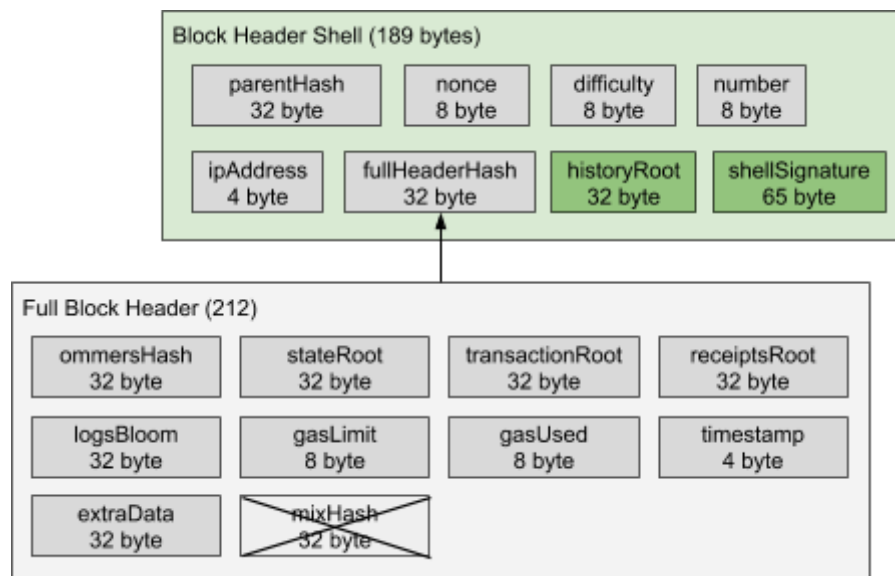 Block Header Shell (189 bytes)
parentHash
32 byte
nonce
8 byte
difficulty
8 byte
number
8 byte
ipAddress
4 byte
fullHeaderHash
32 byte
historyRoot
32 byte
shellSignature
65 byte
Full Block Header (212)
ommersHash
32 byte
stateRoot
32 byte
transactionRoot
32 byte
receiptsRoot
32 byte
logsBloom
32 byte
gasLimit
8 byte
gasUsed
8 byte
timestamp
4 byte
extraData
32 byte
mixHash
32 byte